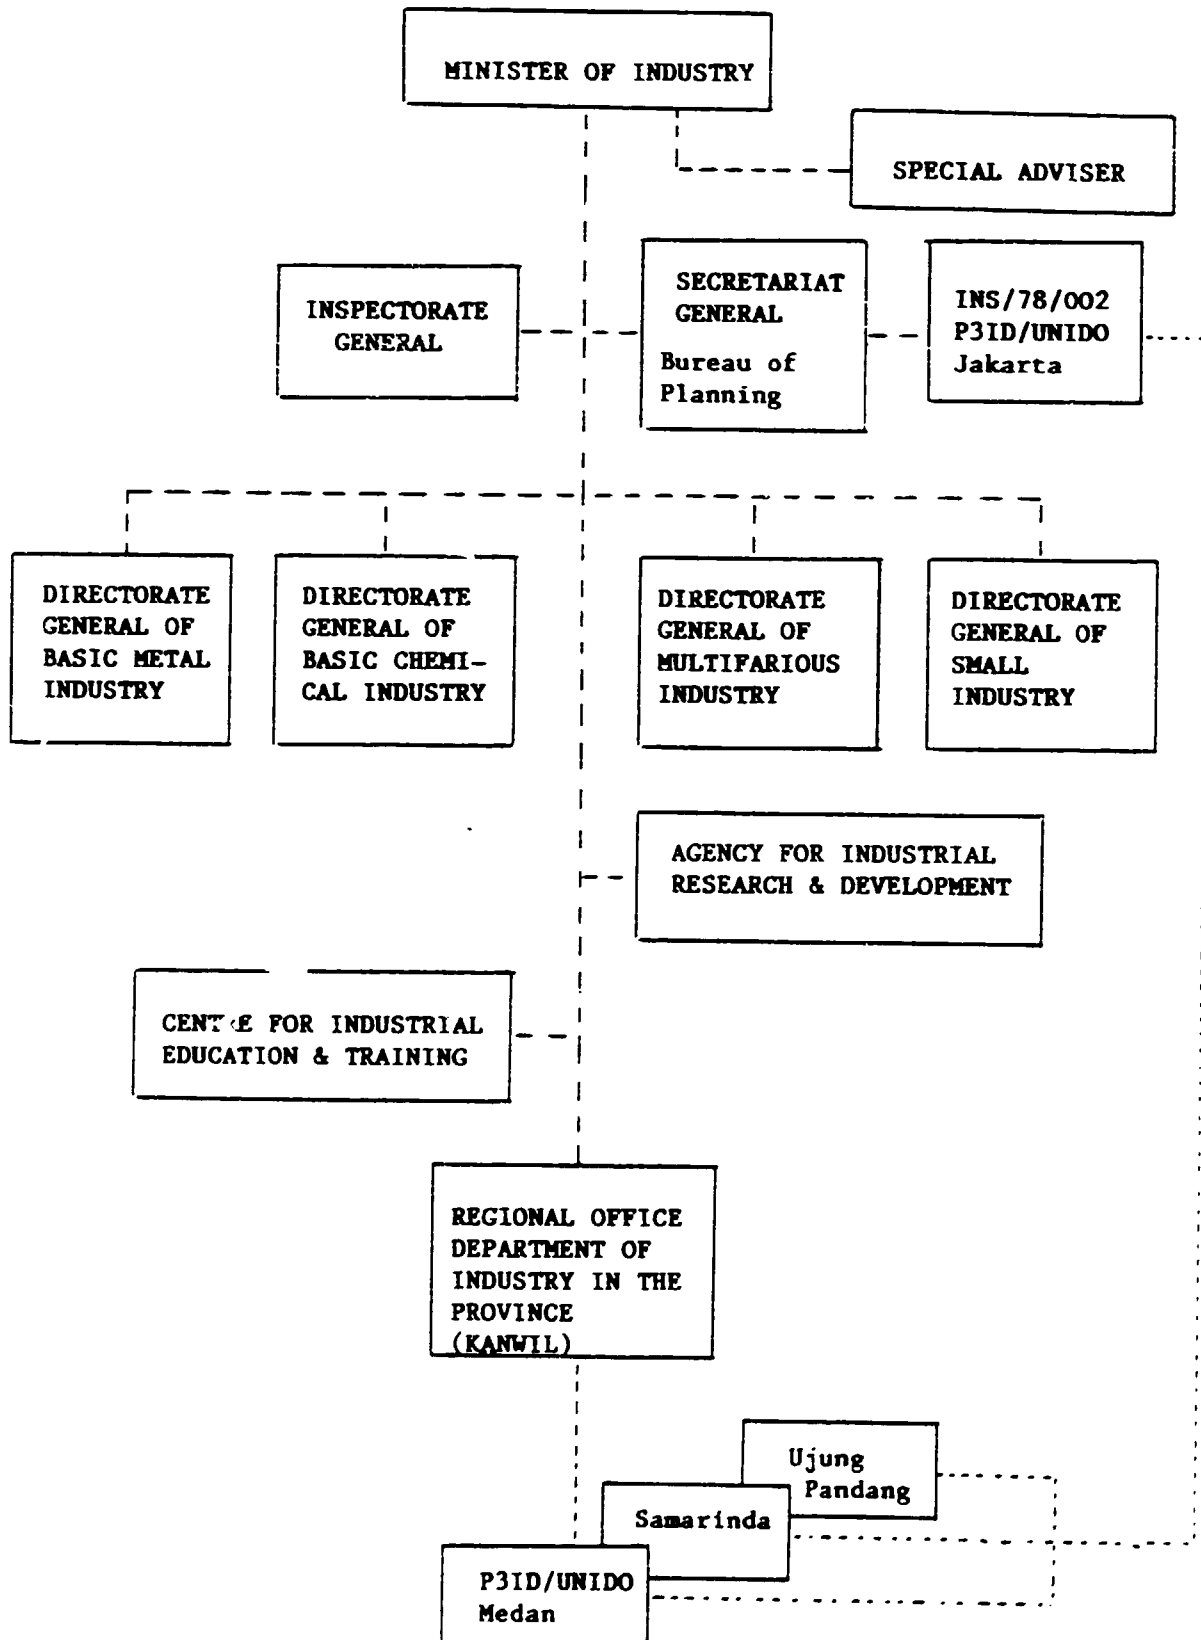 MINISTER OF INDUSTRY
SPECIAL ADVISER
INSPECTORATE
GENERAL
SECRETARIAT
GENERAL
Bureau of
Planning
INS/78/002
P3ID/UNIDO
Jakarta
DIRECTORATE
GENERAL OF
BASIC METAL
INDUSTRY
DIRECTORATE
GENERAL OF
BASIC CHEMI-
CAL INDUSTRY
DIRECTORATE
GENERAL OF
MULTIFARIOUS
INDUSTRY
DIRECTORATE
GENERAL OF
SMALL
INDUSTRY
AGENCY FOR INDUSTRIAL
RESEARCH & DEVELOPMENT
CENTRE FOR INDUSTRIAL
EDUCATION & TRAINING
REGIONAL OFFICE
DEPARTMENT OF
INDUSTRY IN THE
PROVINCE
(KANWIL)
Ujung
Pandang
Samarinda
P3ID/UNIDO
Medan